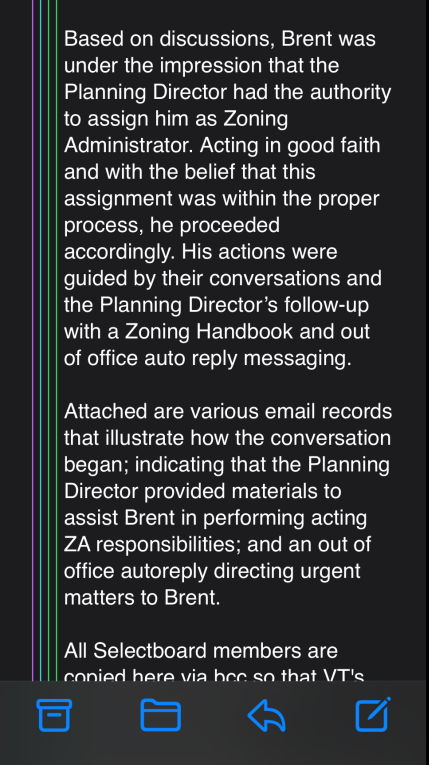 Based on discussions, Brent was
under the impression that the
Planning Director had the authority
to assign him as Zoning
Administrator. Acting in good faith
and with the belief that this
assignment was within the proper
process, he proceeded
accordingly. His actions were
guided by their conversations and
the Planning Director’s follow-up
with a Zoning Handbook and out
of office auto reply messaging.
Attached are various email records
that illustrate how the conversation
began; indicating that the Planning
Director provided materials to
assist Brent in performing acting
ZA responsibilities; and an out of
office autoreply directing urgent
matters to Brent.
All Selectboard members are
copied here via bcc so that VT's